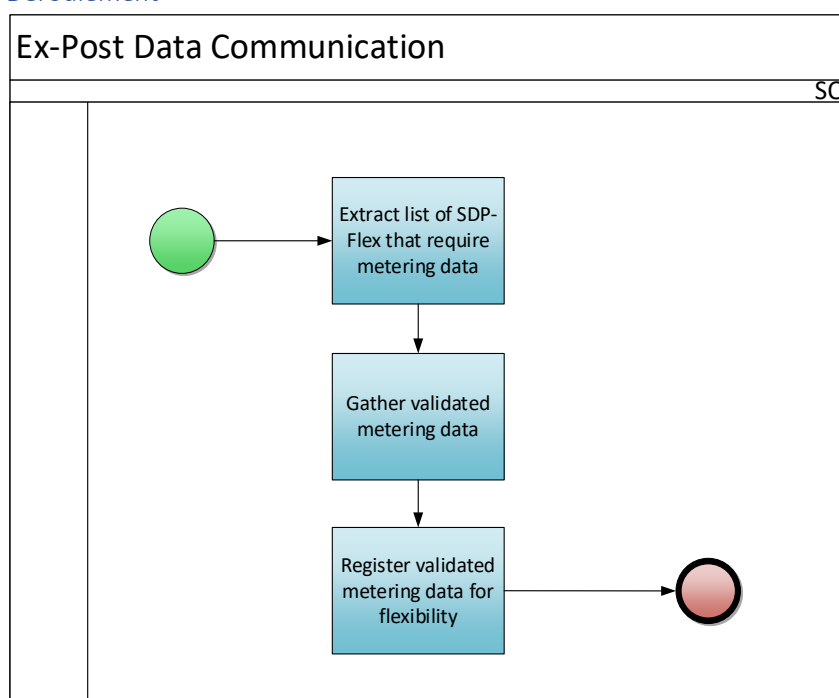 Ex-Post Data Communication
Extract list of SDP-
Flex that require
metering data
Gather validated
metering data
Register validated
metering data for
flexibility